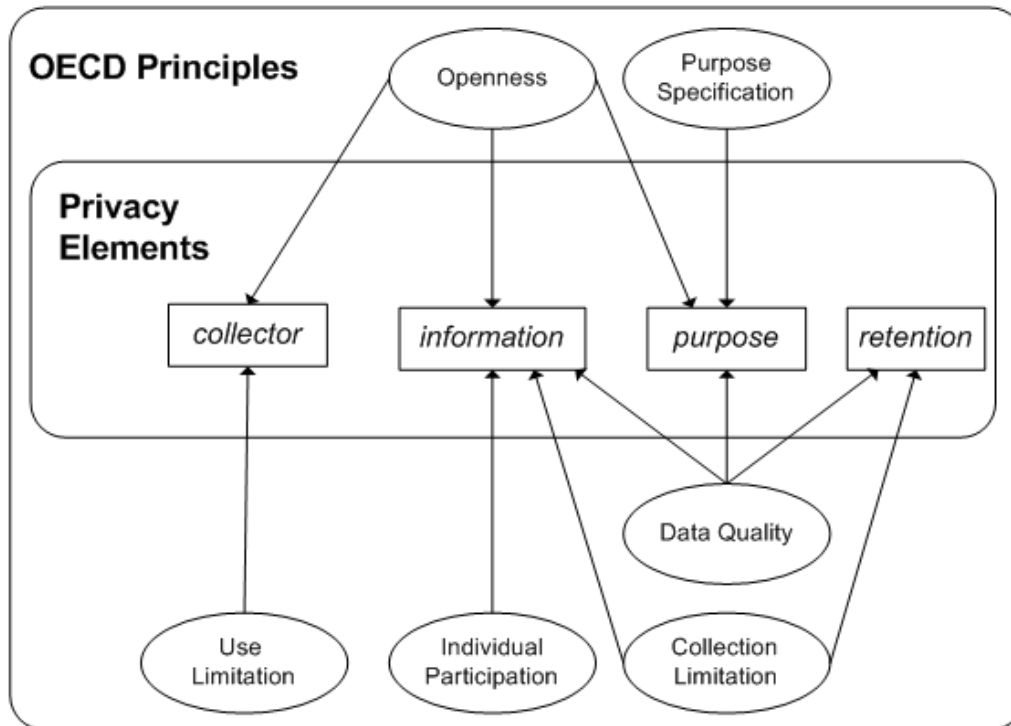 OECD Principles
Openness
Purpose
Specification
Privacy
Elements
collector
information
purpose
retention
Data Quality
Use
Limitation
Individual
Participation
Collection
Limitation